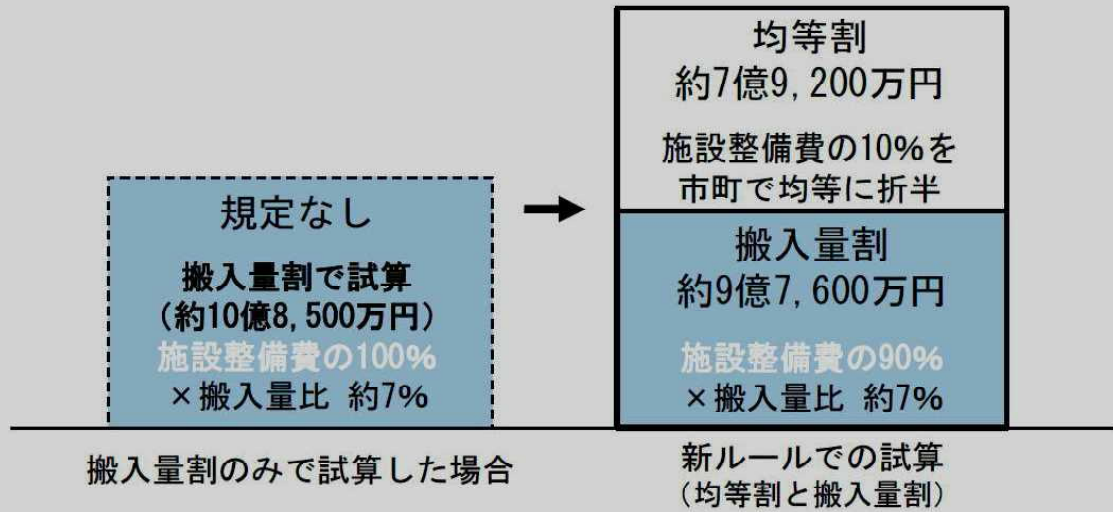 規定なし
搬入量割で試算
（約10億8,500万円）
施設整備費の100%
×搬入量比 約7%
搬入量割のみで試算した場合
均等割
約7億9,200万円
施設整備費の10%を
市町で均等に折半
搬入量割
約9億7,600万円
施設整備費の90%
×搬入量比 約7%
新ルールでの試算
（均等割と搬入量割）